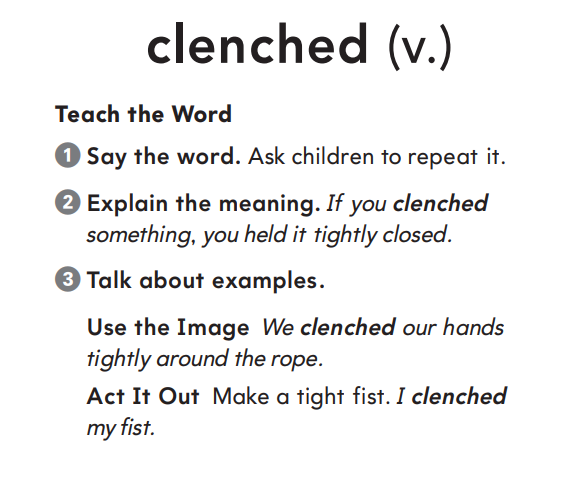 clenched (v.)
Teach the Word
1 Say the word. Ask children to repeat it.
2 Explain the meaning. If you clenched
something, you held it tightly closed.
3 Talk about examples.
Use the Image We clenched our hands
tightly around the rope.
Act It Out Make a tight fist. I clenched
my fist.